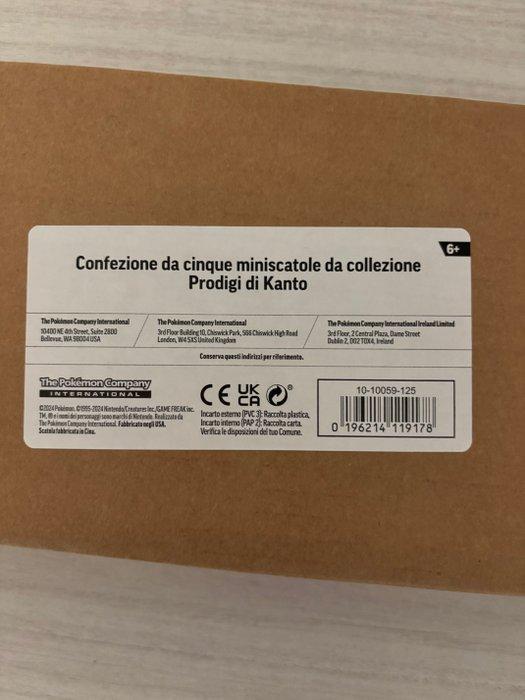 6+
Confezione da cinque miniscatole da collezione
Prodigi di Kanto
The Pokémon Company International
10400 NE 4th Street, Suite 2800
Bellevue, WA 98004 USA
The Pokémon Company International
3rd Floor Building 10, Chiswick Park, 566 Chiswick High Road
London, W4 5XS United Kingdom
The Pokémon Company International Ireland Limited
3rd Floor, 2 Central Plaza, Dame Street
Dublin 2, D02 T0X4, Ireland
Conserva questi indirizzi per riferimento.
The Pokémon Company
INTERNATIONAL
©2024 Pokémon. ©1995-2024 Nintendo/Creatures Inc./GAME FREAK inc.
TM, ® e i nomi dei personaggi sono marchi di Nintendo. Realizzato da
The Pokémon Company International. Fabbricato negli USA.
Scatola fabbricata in Cina.
CE UK CA
Incarto esterno (PVC 3): Raccolta plastica,
Incarto interno (PAP 2): Raccolta carta.
Verifica le disposizioni del tuo Comune.
10-10059-125
0 196214 119178